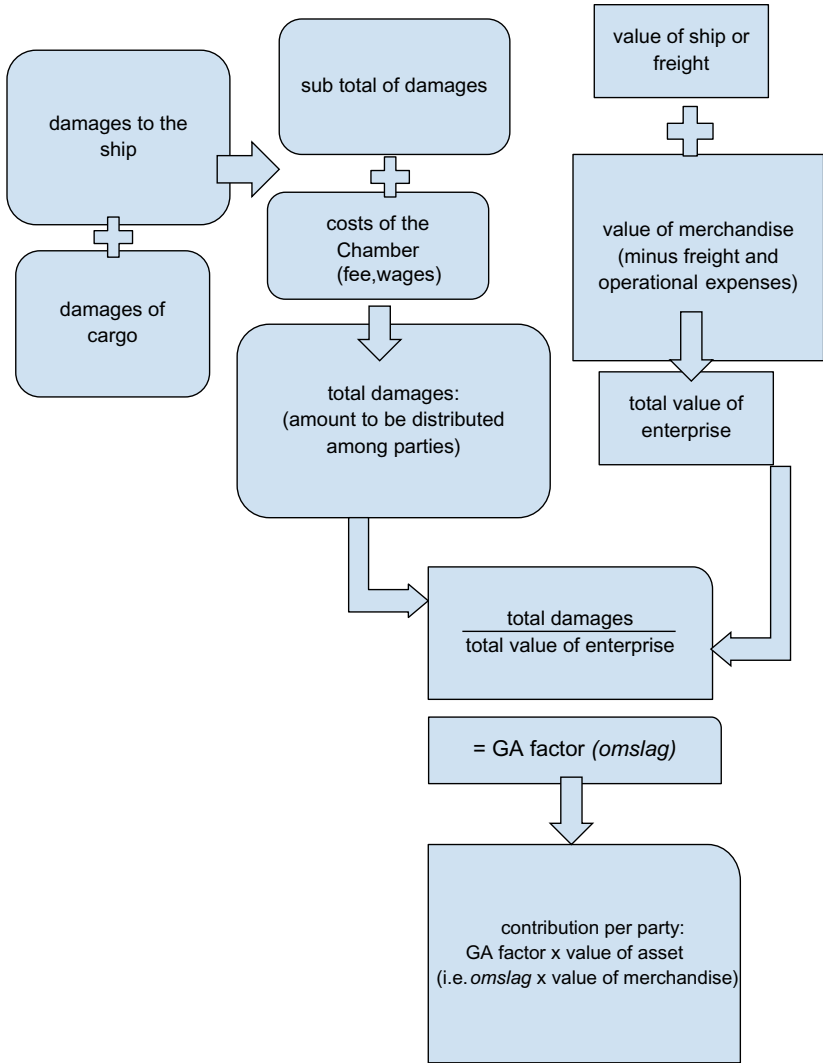 damages to the
ship
damages of
cargo
sub total of damages
costs of the
Chamber
(fee,wages)
total damages:
(amount to be distributed
among parties)
value of ship or
freight
value of merchandise
(minus freight and
operational expenses)
total value of
enterprise
total damages
total value of enterprise
= GA factor (omslag)
contribution per party:
GA factor x value of asset
(i.e. omslag x value of merchandise)